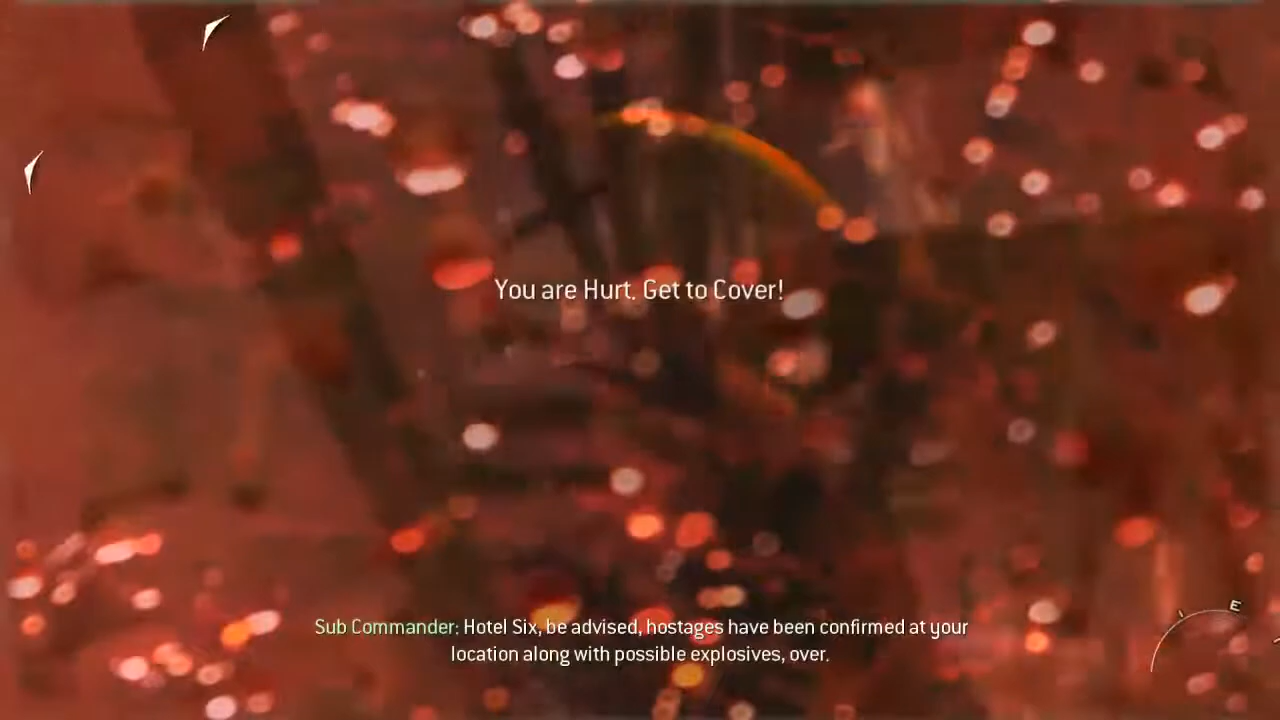 You are Hurt. Get to Cover!
Sub Commander: Hotel Six, be advised, hostages have been confirmed at your
location along with possible explosives, over.
E